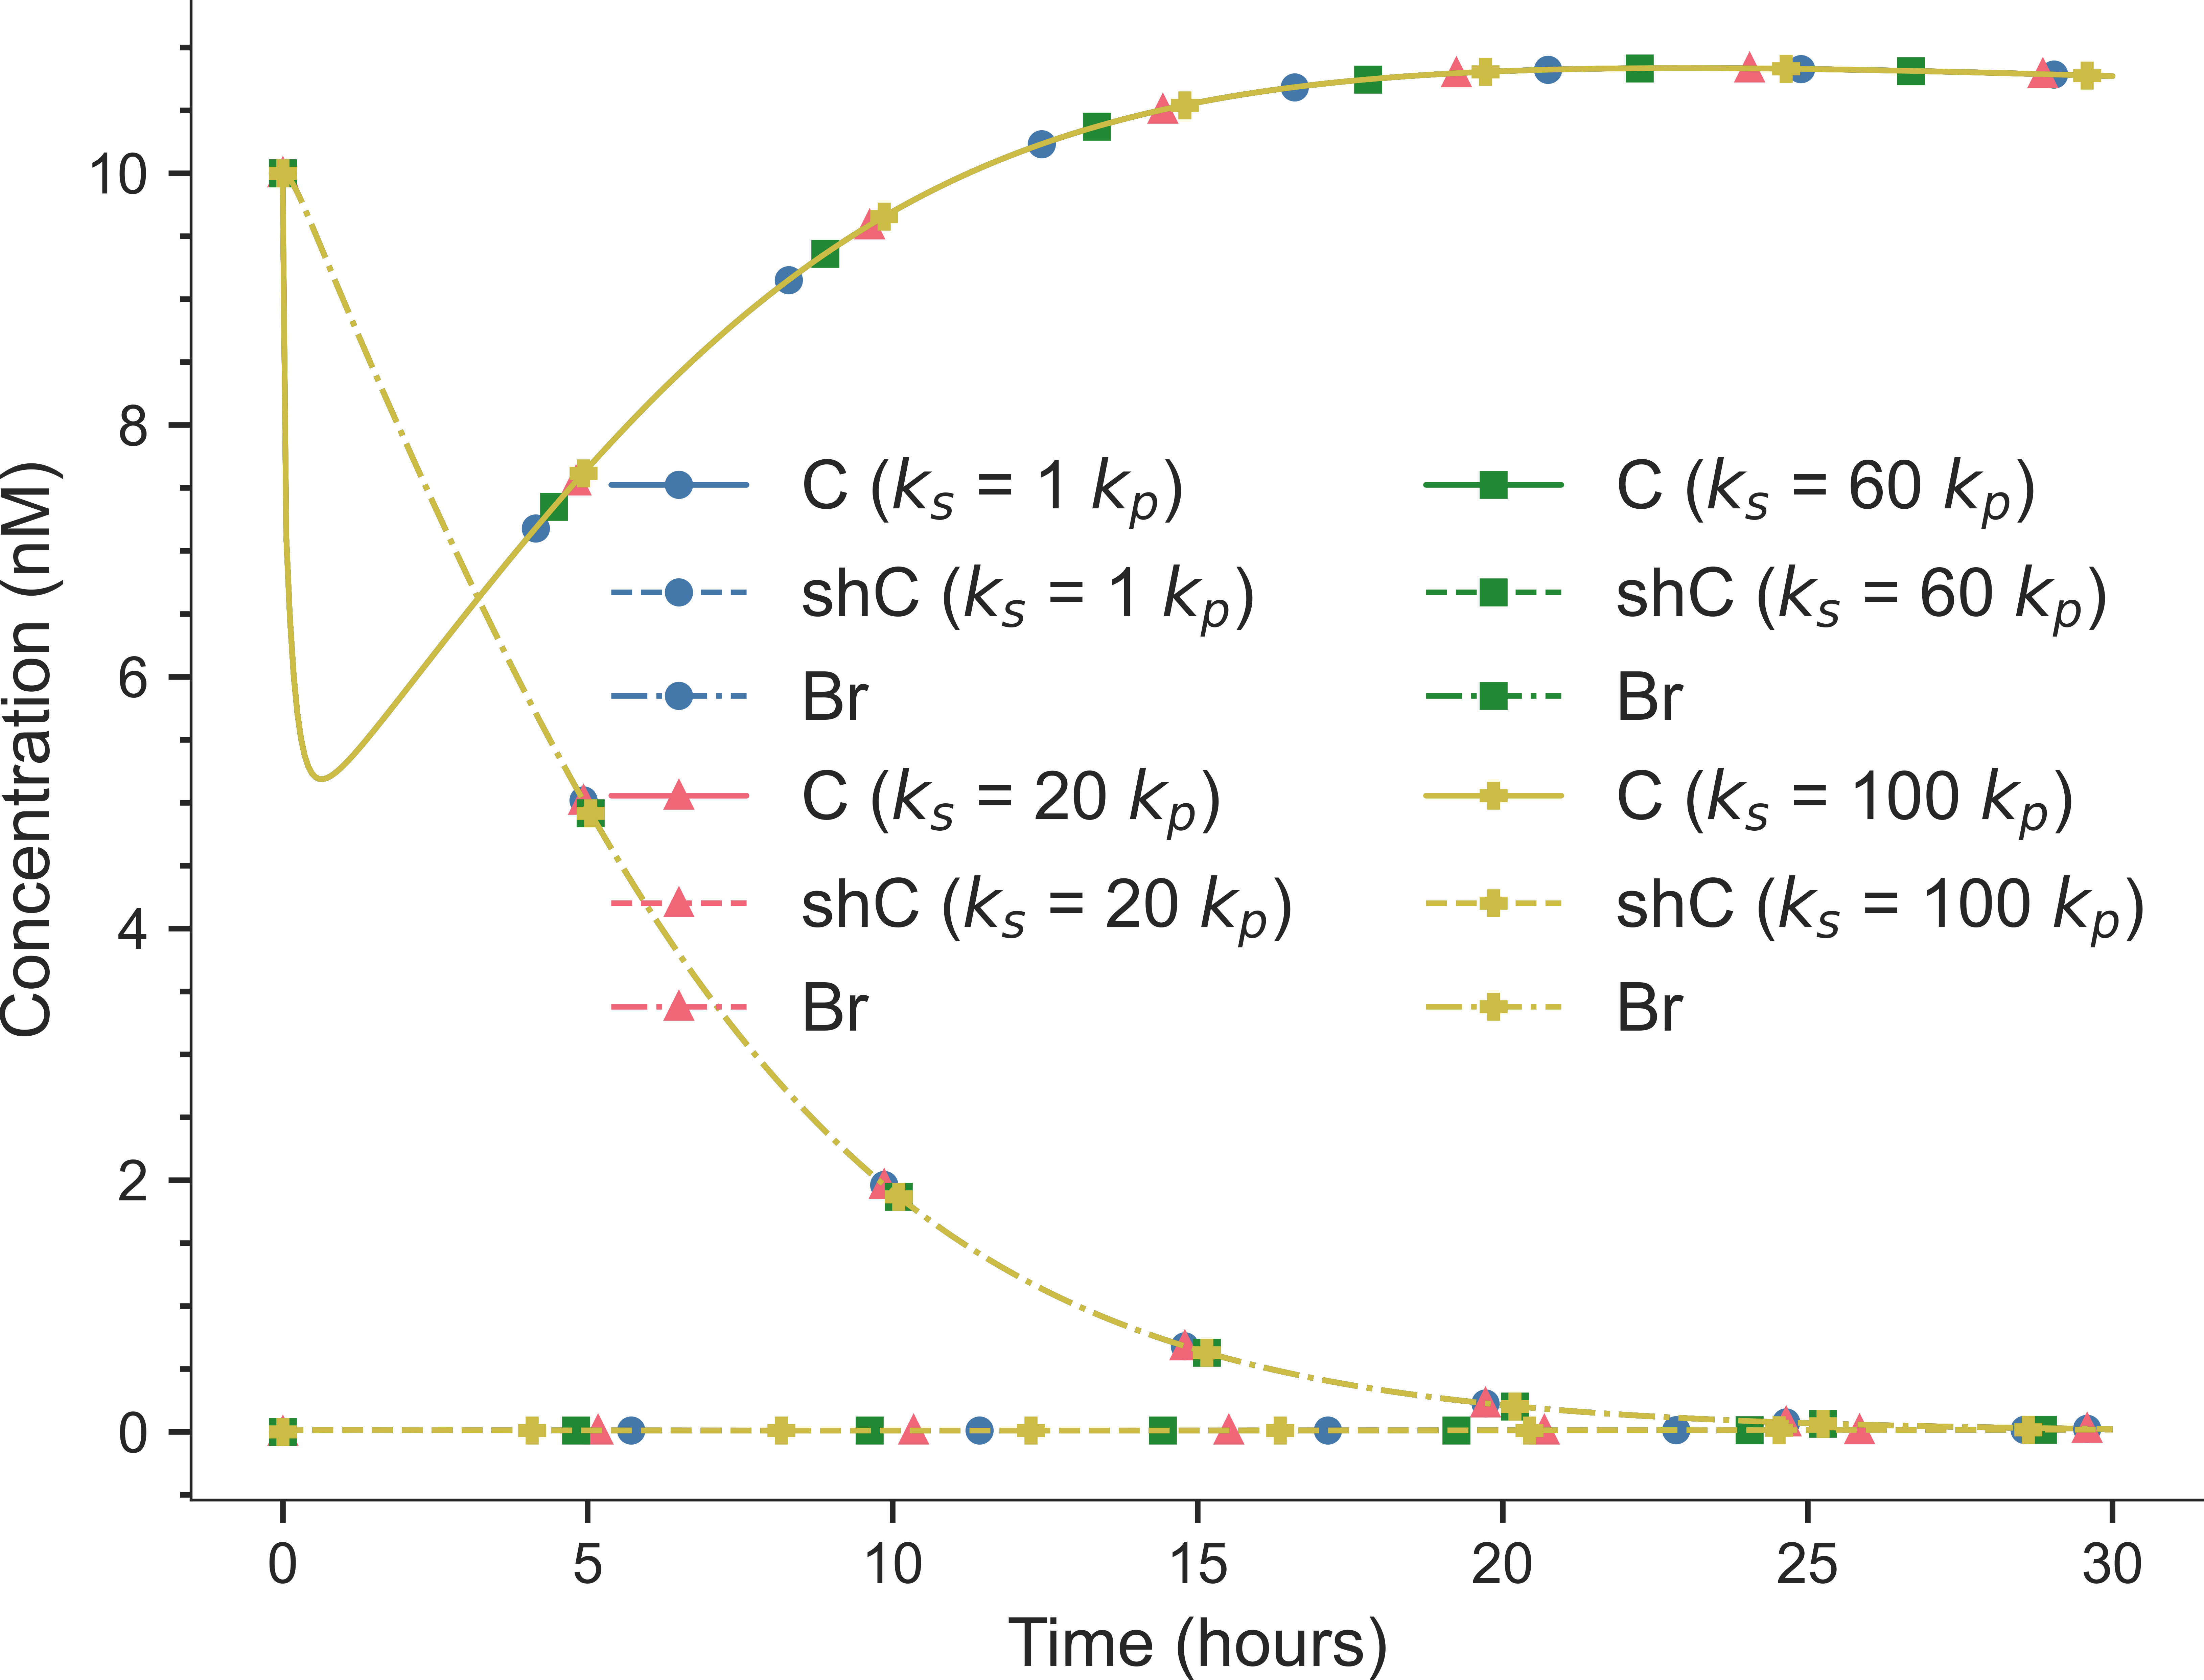 Concentration (nM)
10
8
6
4
2
0
C (kₛ = 1 kₚ)
shC (kₛ = 1 kₚ)
Br
C (kₛ = 20 kₚ)
shC (kₛ = 20 kₚ)
Br
C (kₛ = 60 kₚ)
shC (kₛ = 60 kₚ)
Br
C (kₛ = 100 kₚ)
shC (kₛ = 100 kₚ)
Br
0 5 10 15 20 25 30
Time (hours)